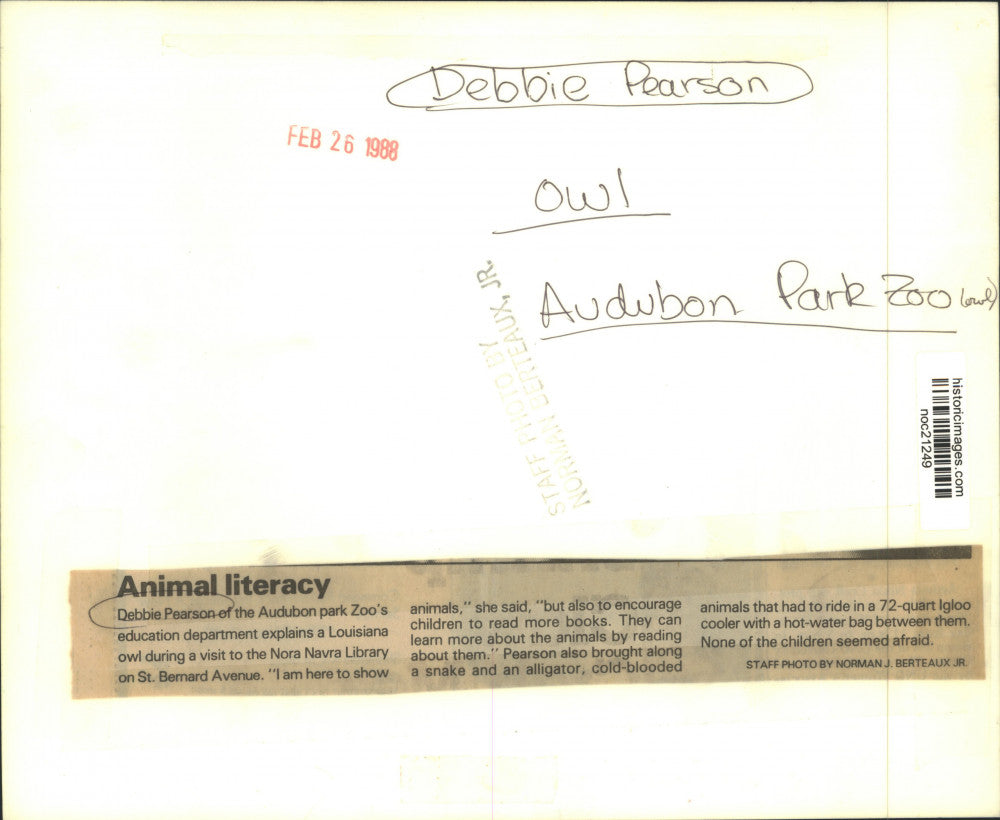 Debbie Pearson
FEB 26 1988
Owl
Audubon Park Zoo (owl)
STAFF PHOTO BY
NORMAN BERTEAUX, JR.
historicimages.com
noc21249
Animal literacy
Debbie Pearson of the Audubon park Zoo's
education department explains a Louisiana
owl during a visit to the Nora Navra Library
on St. Bernard Avenue. "I am here to show
animals," she said, "but also to encourage
children to read more books. They can
learn more about the animals by reading
about them." Pearson also brought along
a snake and an alligator, cold-blooded
animals that had to ride in a 72-quart Igloo
cooler with a hot-water bag between them.
None of the children seemed afraid.
STAFF PHOTO BY NORMAN J. BERTEAUX JR.